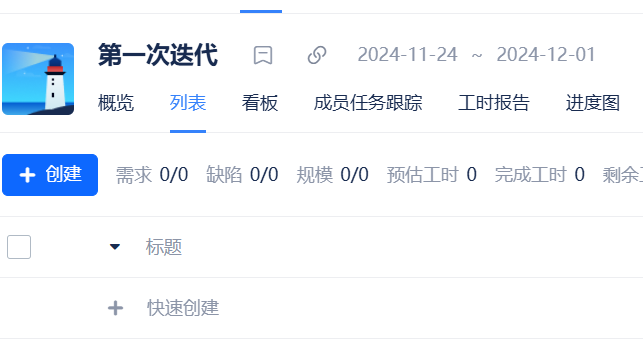 第一次迭代 2024-11-24 ~ 2024-12-01
概览 列表 看板 成员任务跟踪 工时报告 进度图
创建 需求 0/0 缺陷 0/0 规模 0/0 预估工时 0 完成工时 0 剩余
标题
快速创建